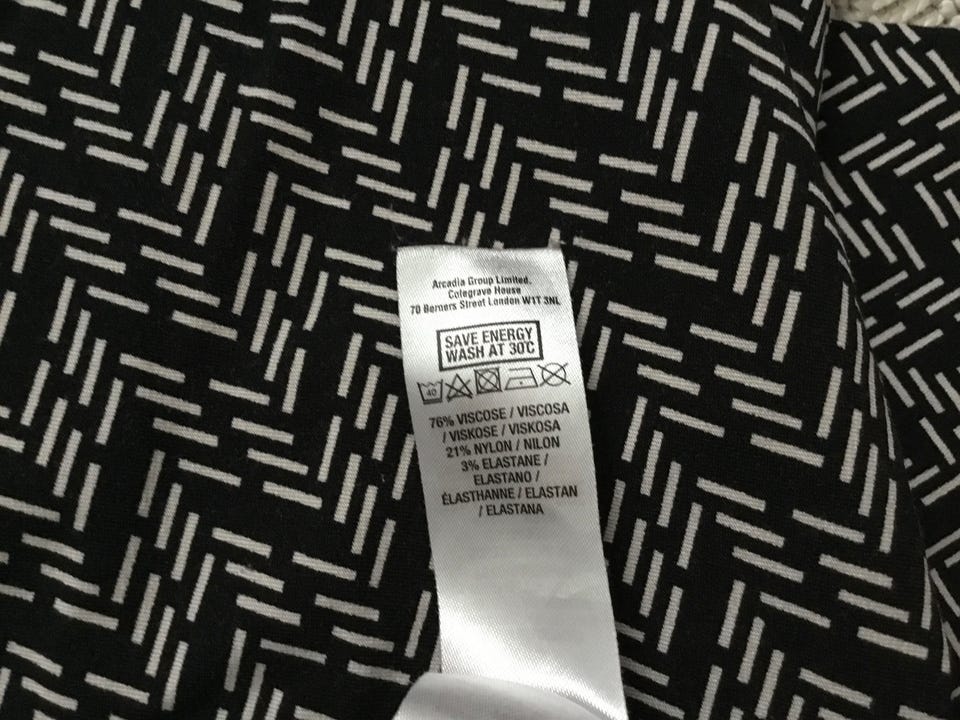 Arcadia Group Limited,
Colegrave House
70 Berners Street London W1T 3NL
SAVE ENERGY
WASH AT 30°C
40
76% VISCOSE / VISCOSA
/ VISKOSE / VISKOSA
21% NYLON / NILON
3% ELASTANE /
ELASTANO /
ÉLASTHANNE / ELASTAN
/ ELASTANA